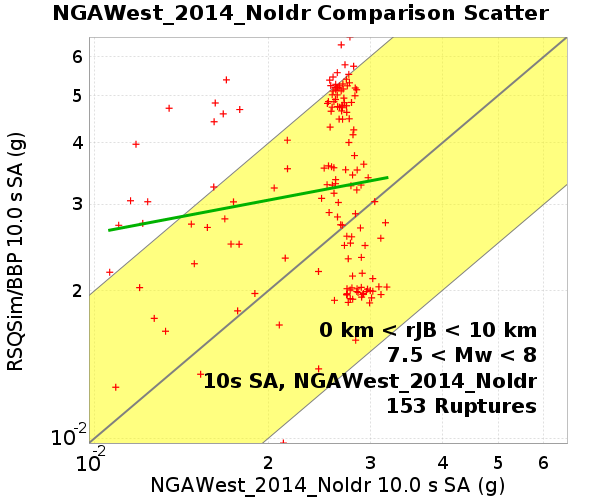 NGAWest_2014_NoIdr Comparison Scatter
RSQSim/BBP 10.0 s SA (g)
6
5
4
3
2
10-2
0 km < rJB < 10 km
7.5 < Mw < 8
10s SA, NGAWest_2014_NoIdr
153 Ruptures
10-2
2
3
4
5
6
NGAWest_2014_NoIdr 10.0 s SA (g)